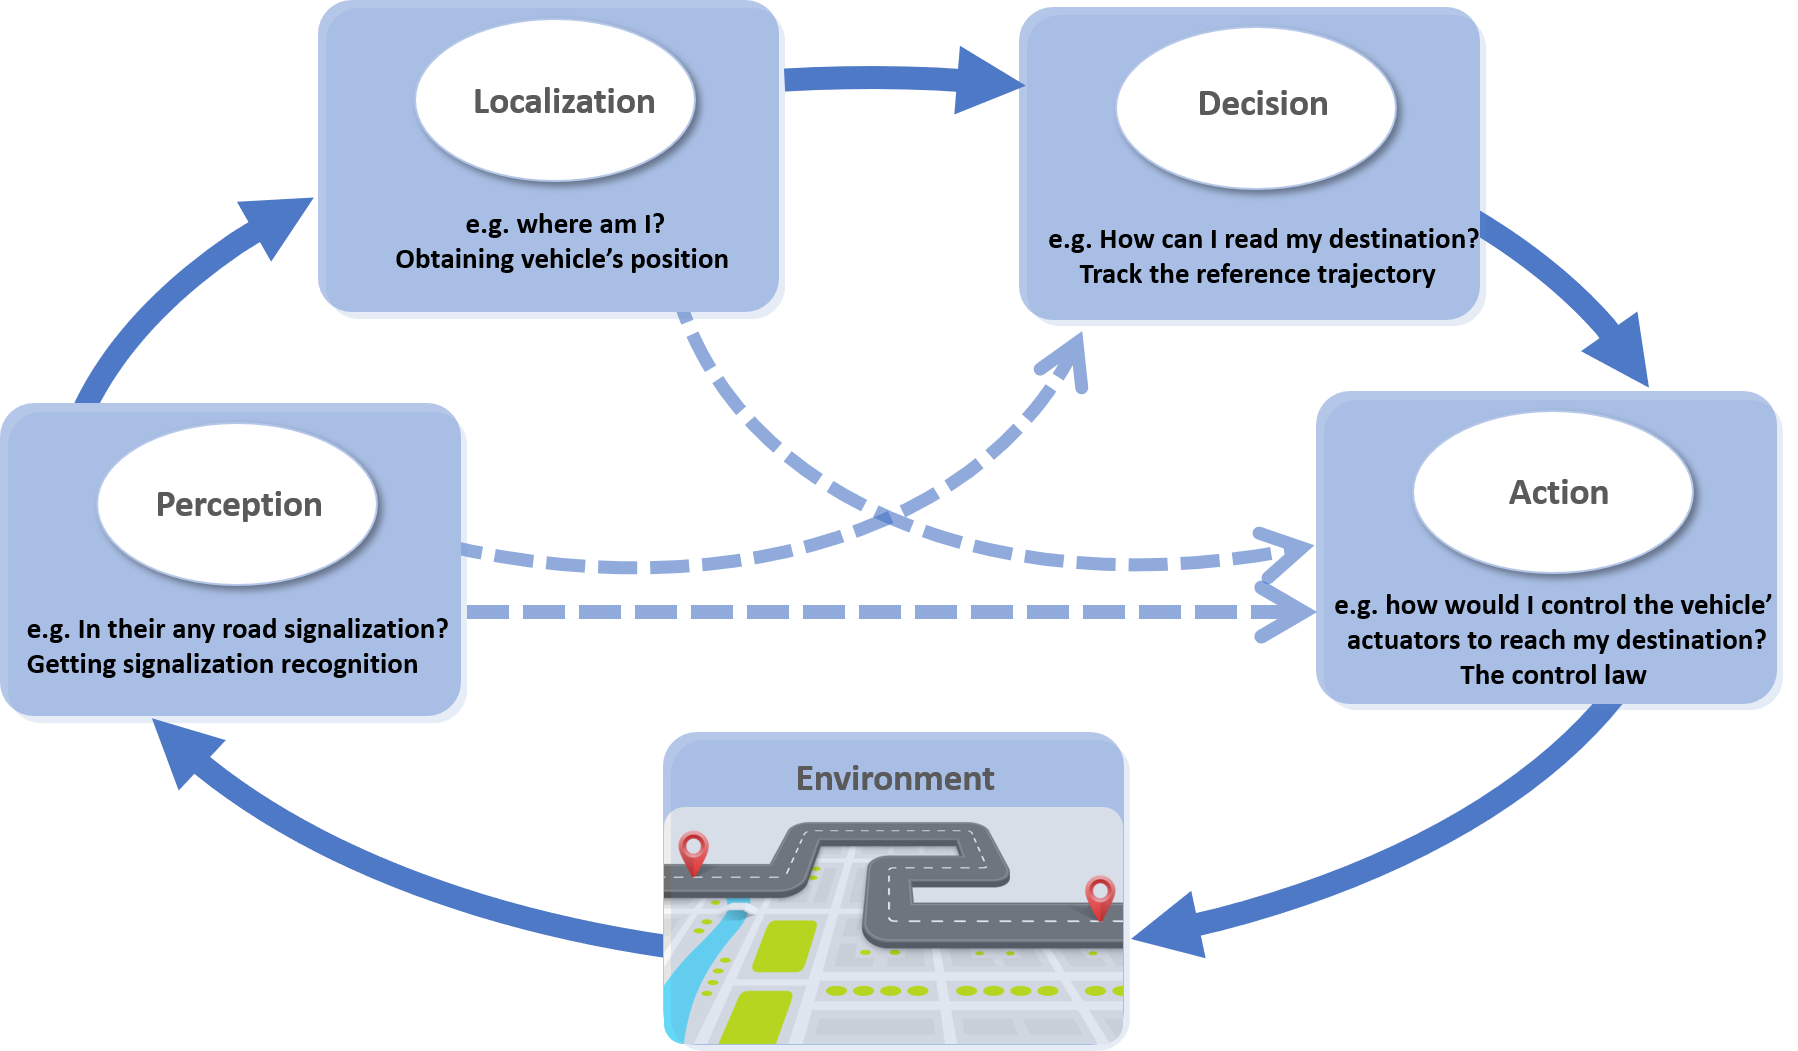 Localization
e.g. where am I?
Obtaining vehicle’s position
Decision
e.g. How can I read my destination?
Track the reference trajectory
Perception
e.g. In their any road signalization?
Getting signalization recognition
Action
e.g. how would I control the vehicle’
actuators to reach my destination?
The control law
Environment